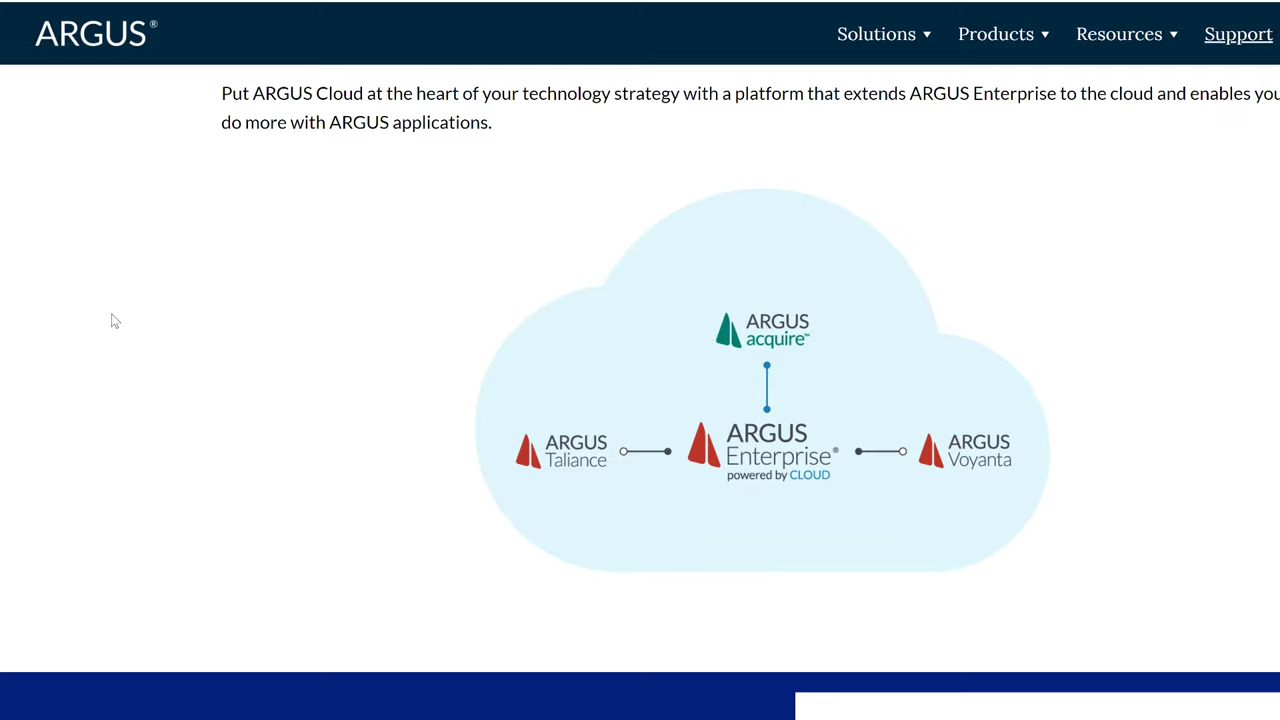 ARGUS®
Solutions ▼ Products ▼ Resources ▼ Support
Put ARGUS Cloud at the heart of your technology strategy with a platform that extends ARGUS Enterprise to the cloud and enables you
do more with ARGUS applications.
ARGUS
acquire™
ARGUS
Taliance
ARGUS
Enterprise®
powered by CLOUD
ARGUS
Voyanta